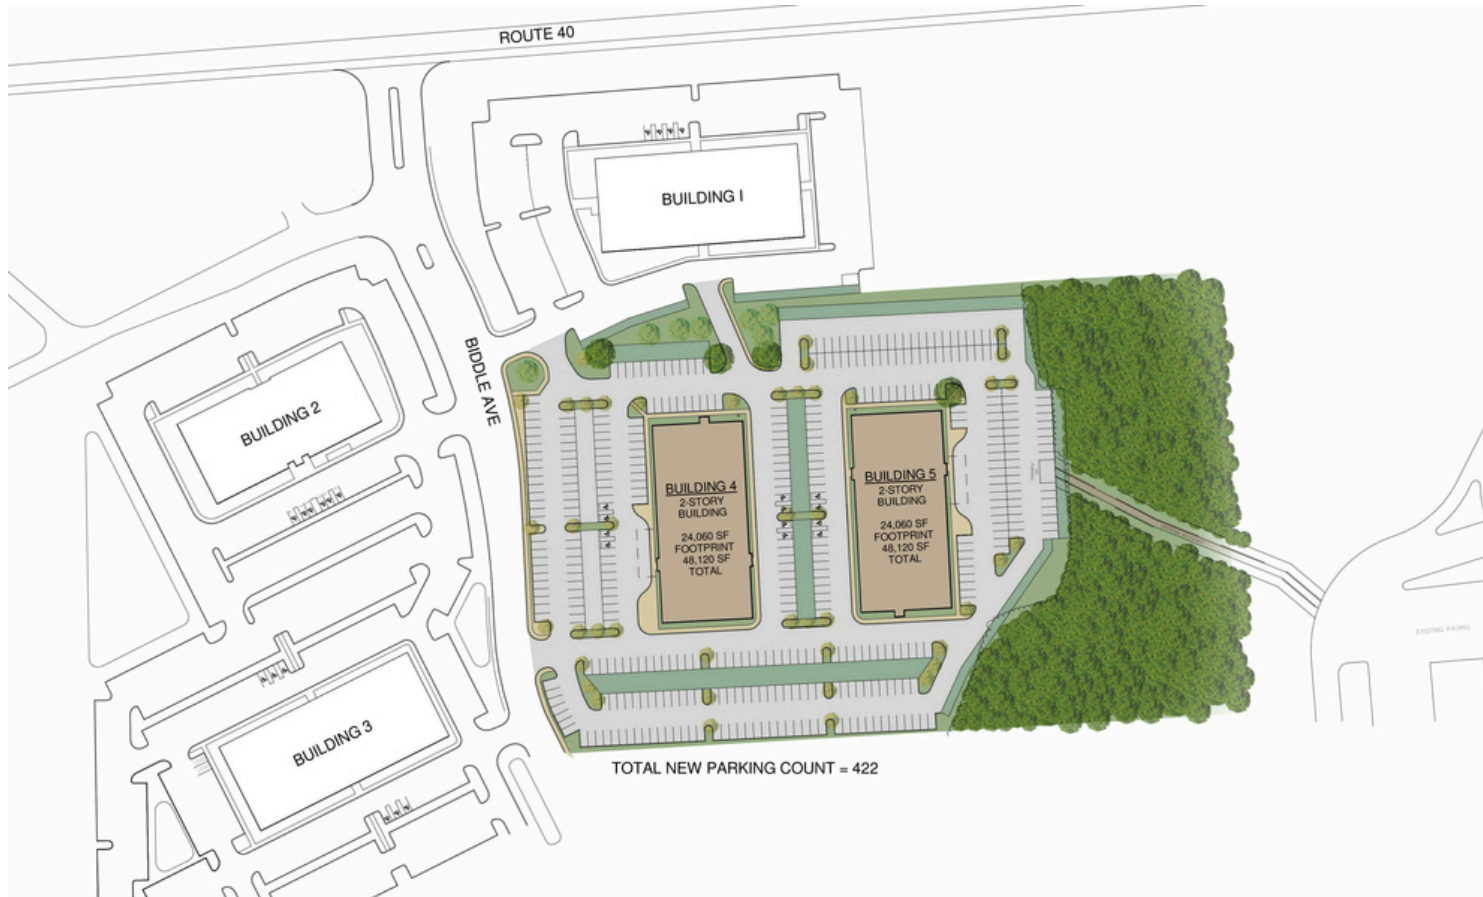 ROUTE 40
BUILDING I
BIDDLE AVE
BUILDING 2
BUILDING 4
2-STORY
BUILDING
24,060 SF
FOOTPRINT
48,120 SF
TOTAL
BUILDING 5
2-STORY
BUILDING
24,060 SF
FOOTPRINT
48,120 SF
TOTAL
EXISTING PAVING
BUILDING 3
TOTAL NEW PARKING COUNT = 422